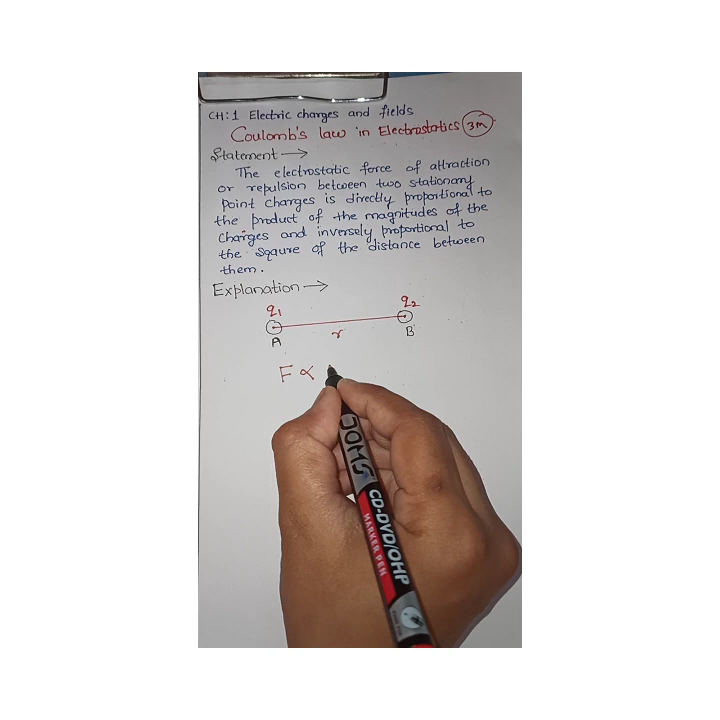 CH:1 Electric charges and fields
Coulomb's law in Electrostatics 3m
Statement →
The electrostatic force of attraction
or repulsion between two stationary
point charges is directly proportional to
the product of the magnitudes of the
charges and inversely proportional to
the sqaure of the distance between
them.
Explanation →
q₁ q₂
A r B
F ∝
DOMS
CD-DVD/OHP
MARKER PEN